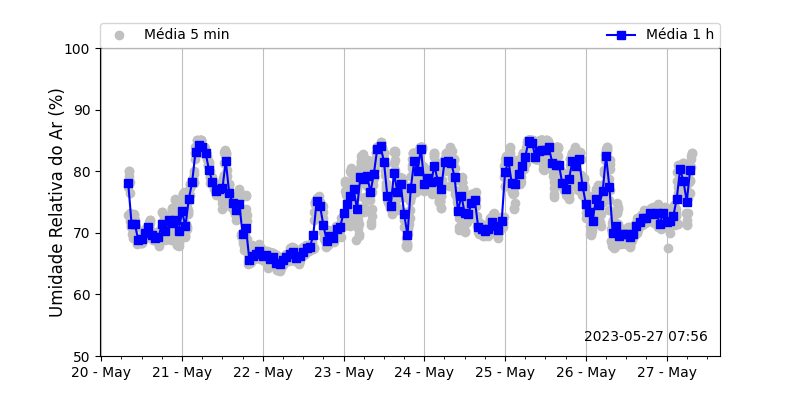 Média 5 min Média 1 h
Umidade Relativa do Ar (%)
100
90
80
70
60
50
2023-05-27 07:56
20 - May 21 - May 22 - May 23 - May 24 - May 25 - May 26 - May 27 - May